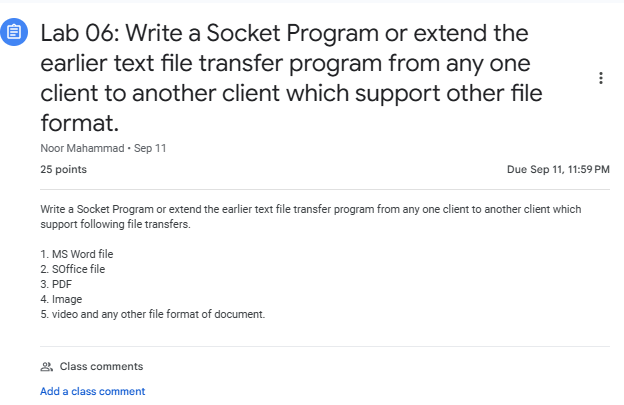 Lab 06: Write a Socket Program or extend the
earlier text file transfer program from any one
client to another client which support other file
format.
Noor Mahammad • Sep 11
25 points
Due Sep 11, 11:59 PM
Write a Socket Program or extend the earlier text file transfer program from any one client to another client which
support following file transfers.
1. MS Word file
2. SOffice file
3. PDF
4. Image
5. video and any other file format of document.
Class comments
Add a class comment